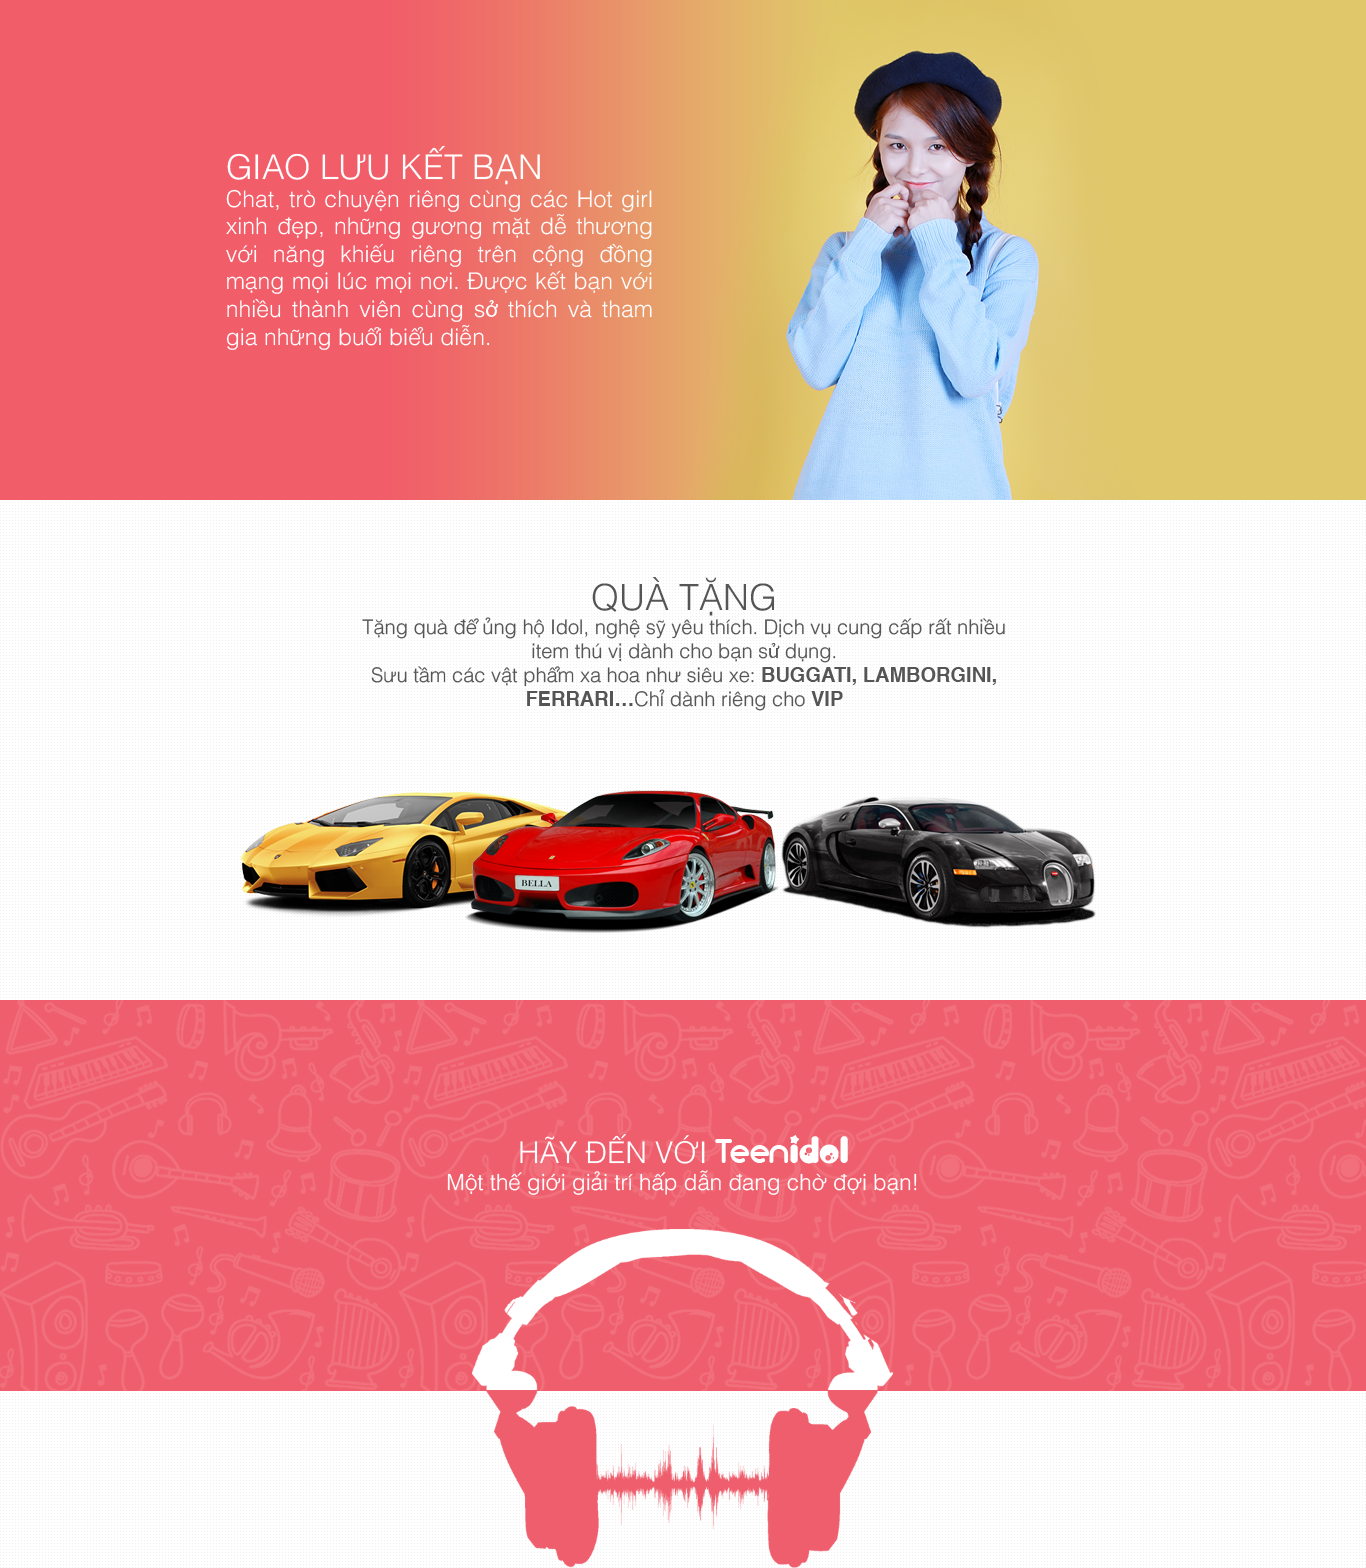 GIAO LƯU KẾT BẠN
Chat, trò chuyện riêng cùng các Hot girl
xinh đẹp, những gương mặt dễ thương
với năng khiếu riêng trên cộng đồng
mạng mọi lúc mọi nơi. Được kết bạn với
nhiều thành viên cùng sở thích và tham
gia những buổi biểu diễn.
QUÀ TẶNG
Tặng quà để ủng hộ Idol, nghệ sỹ yêu thích. Dịch vụ cung cấp rất nhiều
item thú vị dành cho bạn sử dụng.
Sưu tầm các vật phẩm xa hoa như siêu xe: BUGGATI, LAMBORGINI,
FERRARI...Chỉ dành riêng cho VIP
BELLA
HÃY ĐẾN VỚI Teenidol
Một thế giới giải trí hấp dẫn đang chờ đợi bạn!